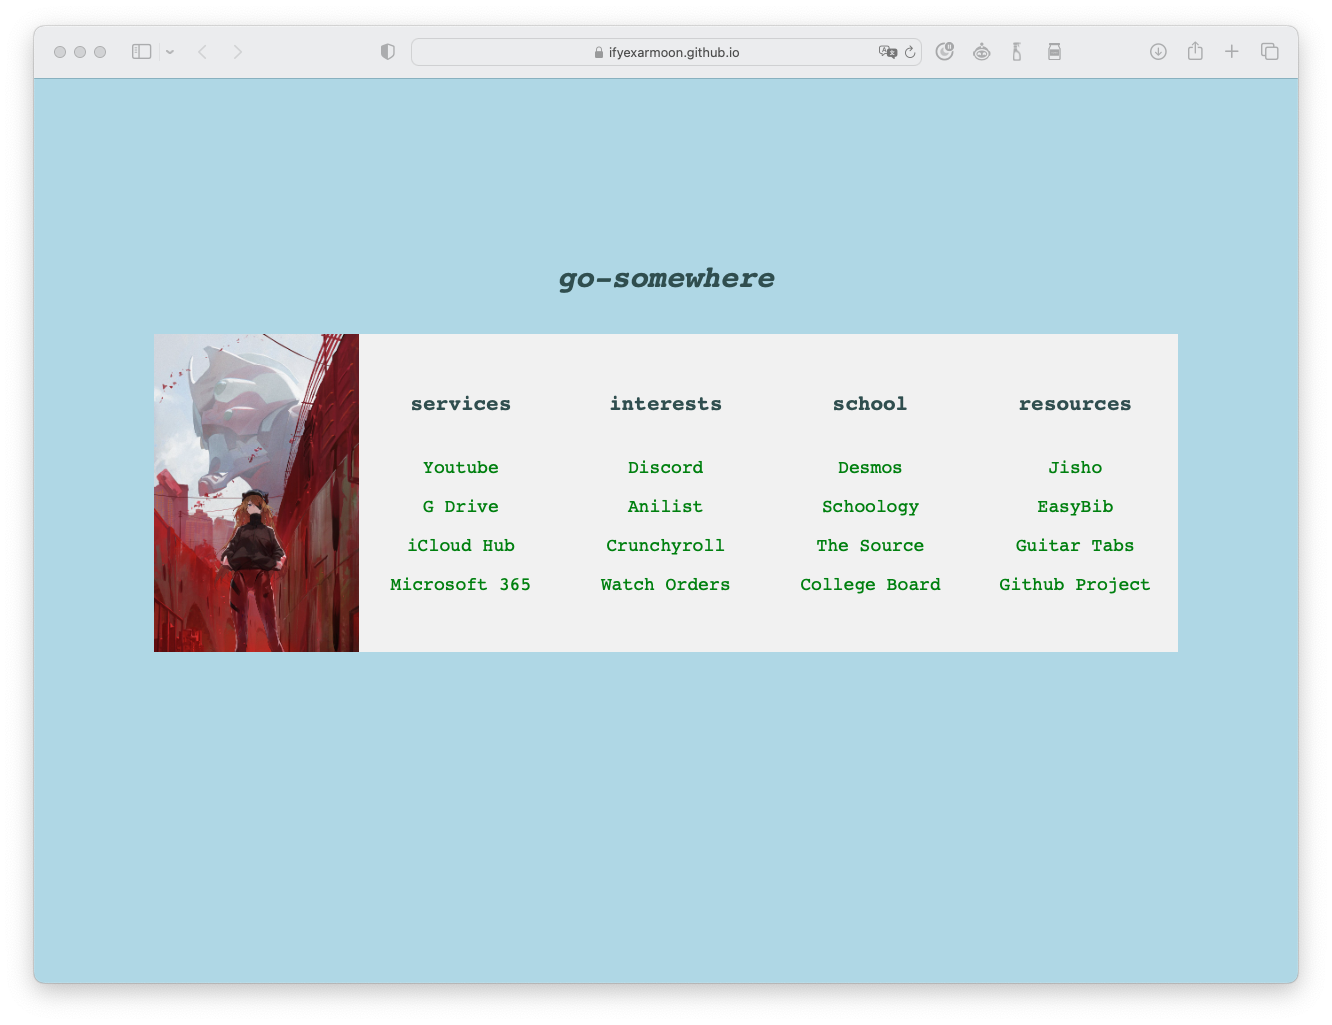 ifyexarmoon.github.io
go-somewhere
services interests school resources
Youtube Discord Desmos Jisho
G Drive Anilist Schoology EasyBib
iCloud Hub Crunchyroll The Source Guitar Tabs
Microsoft 365 Watch Orders College Board Github Project